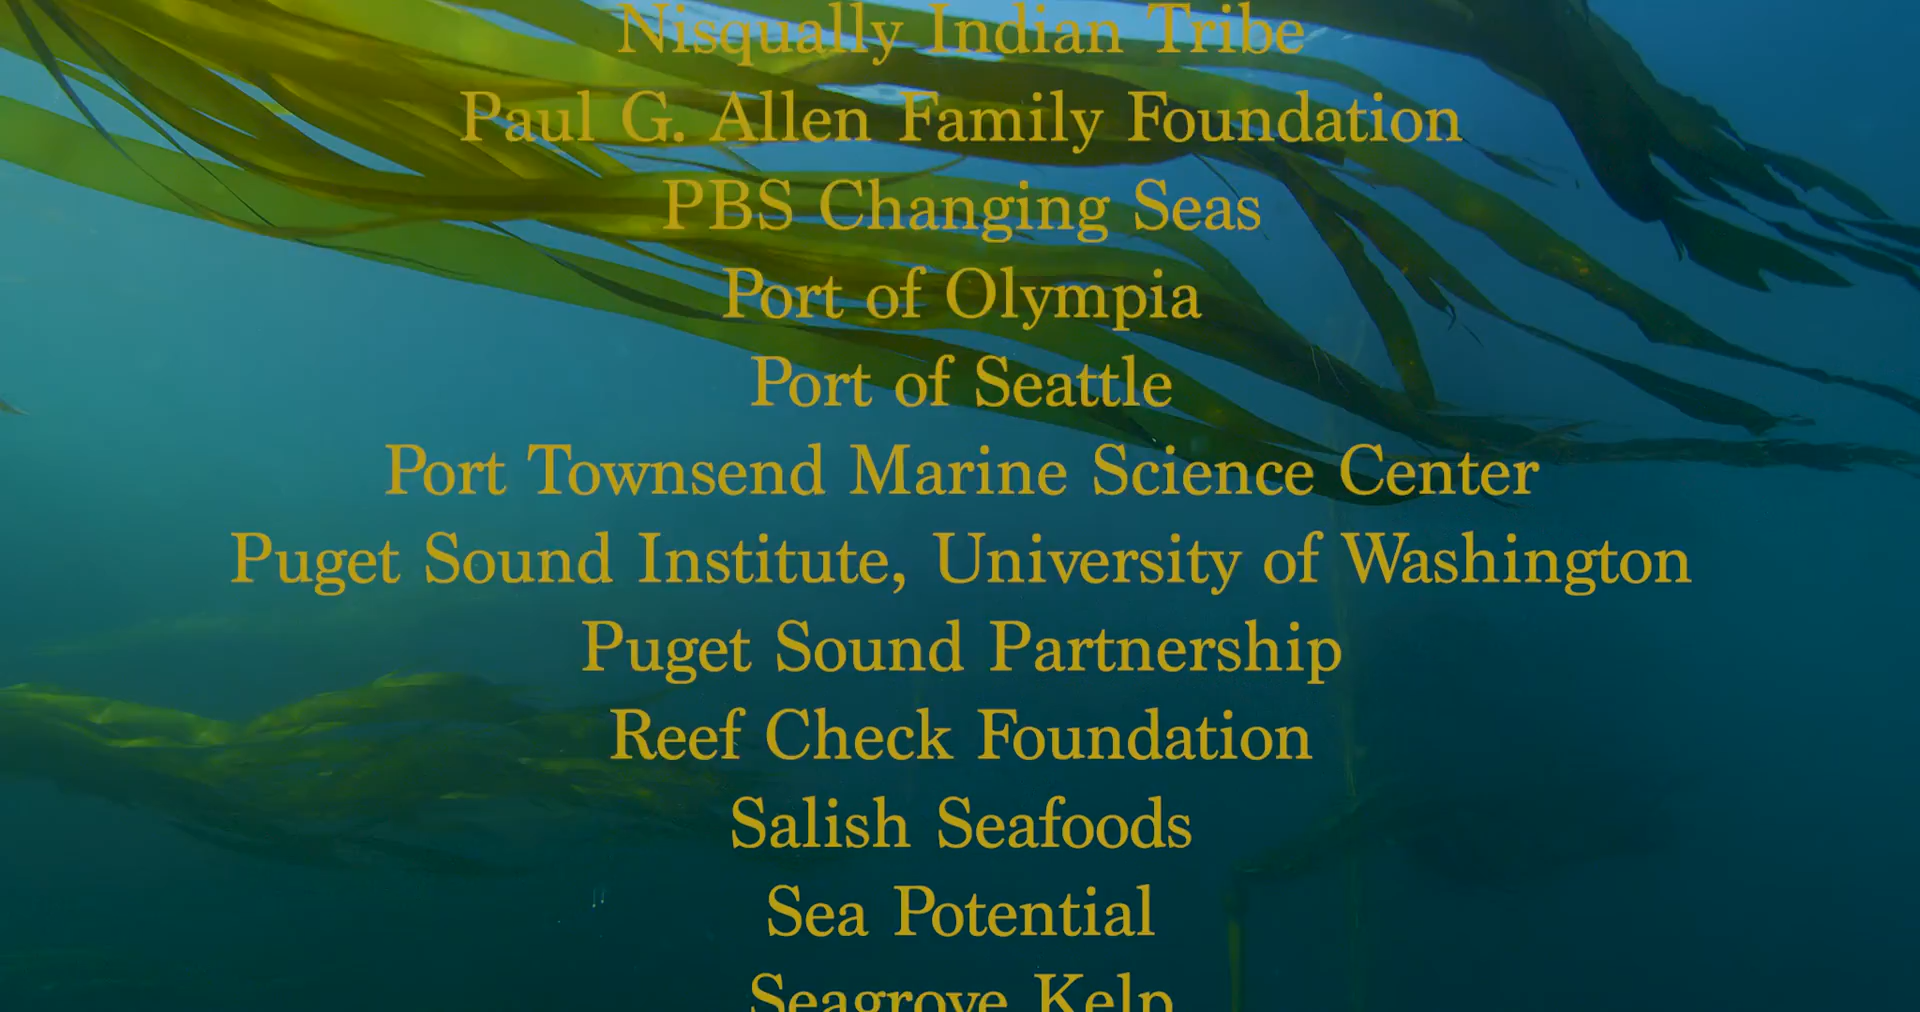 Nisqually Indian Tribe
Paul G. Allen Family Foundation
PBS Changing Seas
Port of Olympia
Port of Seattle
Port Townsend Marine Science Center
Puget Sound Institute, University of Washington
Puget Sound Partnership
Reef Check Foundation
Salish Seafoods
Sea Potential
Seagrove Kelp